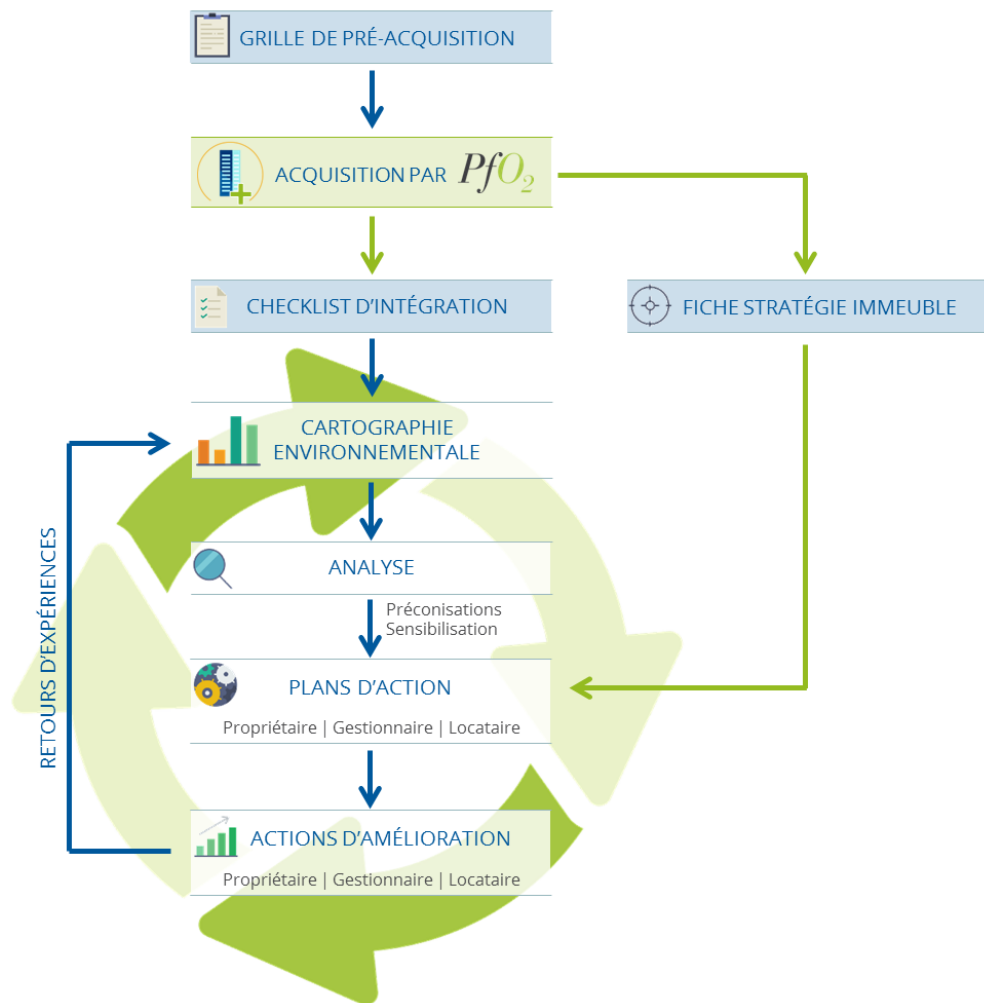 GRILLE DE PRÉ-ACQUISITION
ACQUISITION PAR PfO₂
CHECKLIST D'INTÉGRATION
FICHE STRATÉGIE IMMEUBLE
CARTOGRAPHIE
ENVIRONNEMENTALE
ANALYSE
Préconisations
Sensibilisation
PLANS D'ACTION
Propriétaire | Gestionnaire | Locataire
ACTIONS D'AMÉLIORATION
Propriétaire | Gestionnaire | Locataire
RETOURS D'EXPÉRIENCES